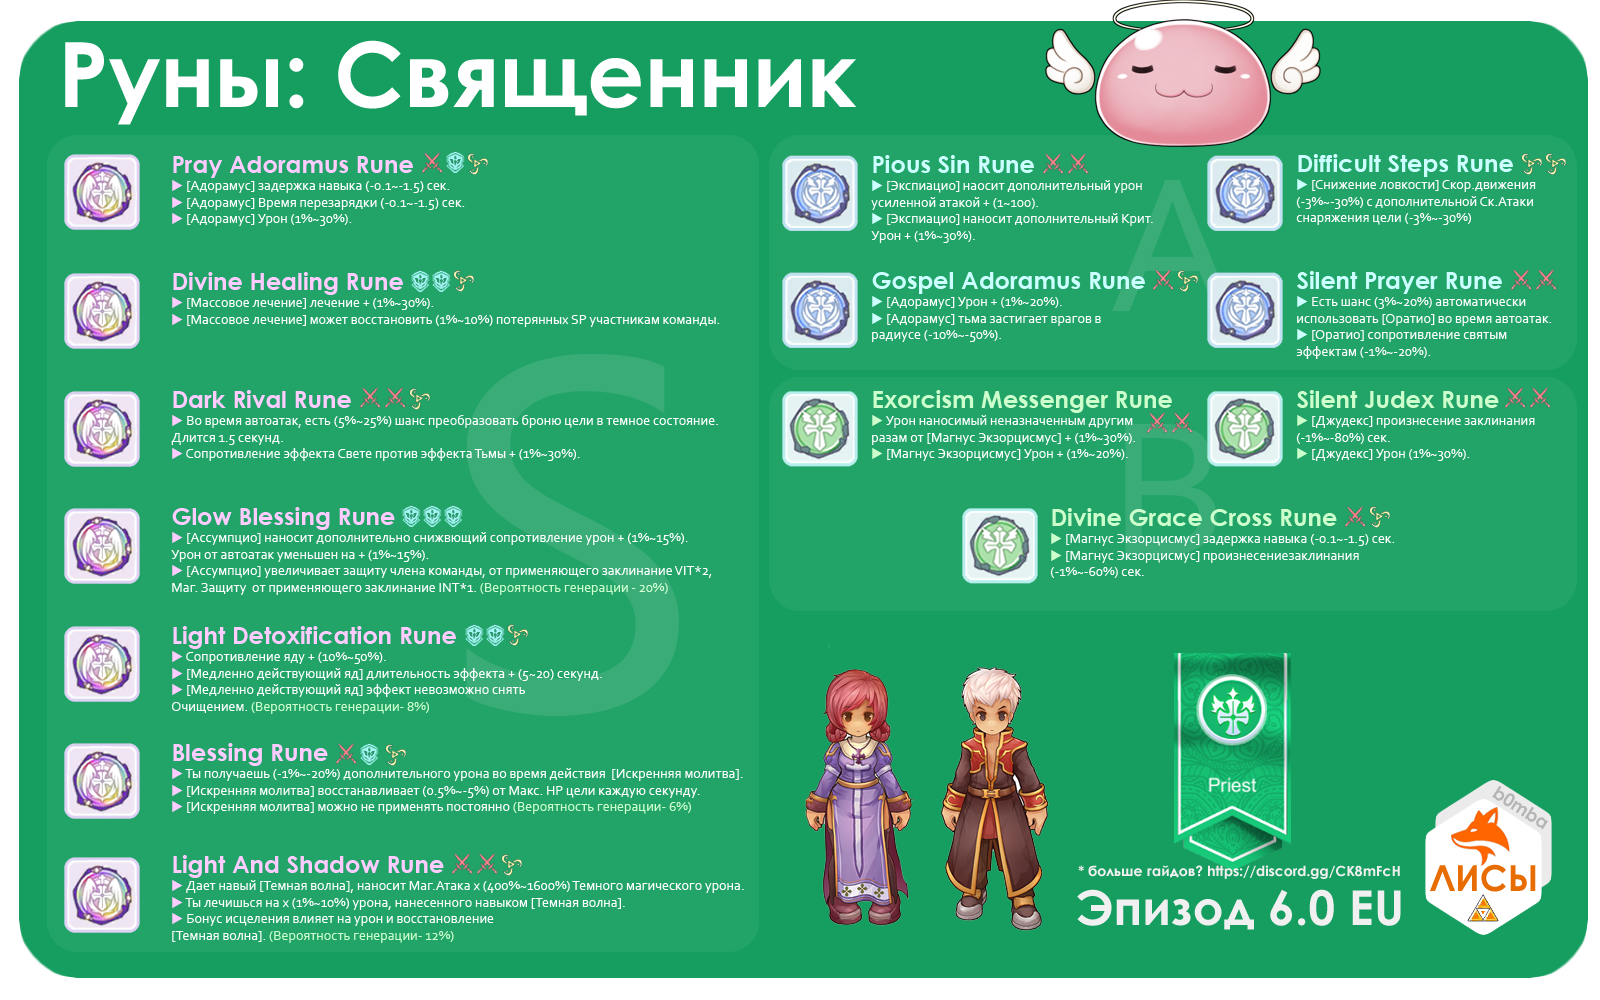 Руны: Священник
Pray Adoramus Rune
▶ [Адорамус] задержка навыка (-0.1~-1.5) сек.
▶ [Адорамус] Время перезарядки (-0.1~-1.5) сек.
▶ [Адорамус] Урон (1%~30%).
Divine Healing Rune
▶ [Массовое лечение] лечение + (1%~30%).
▶ [Массовое лечение] может восстановить (1%~10%) потерянных SP участникам команды.
Dark Rival Rune
▶ Во время автоатак, есть (5%~25%) шанс преобразовать броню цели в темное состояние.
Длится 1.5 секунд.
▶ Сопротивление эффекта Свете против эффекта Тьмы + (1%~30%).
Glow Blessing Rune
▶ [Ассумпцио] наносит дополнительно снижвющий сопротивление урон + (1%~15%).
Урон от автоатак уменьшен на + (1%~15%).
▶ [Ассумпцио] увеличивает защиту члена команды, от применяющего заклинание VIT*2,
Маг. Защиту от применяющего заклинание INT*1. (Вероятность генерации - 20%)
Light Detoxification Rune
▶ Сопротивление яду + (10%~50%).
▶ [Медленно действующий яд] длительность эффекта + (5~20) секунд.
▶ [Медленно действующий яд] эффект невозможно снять
Очищением. (Вероятность генерации- 8%)
Blessing Rune
▶ Ты получаешь (-1%~-20%) дополнительного урона во время действия [Искренняя молитва].
▶ [Искренняя молитва] восстанавливает (0.5%~-5%) от Макс. HP цели каждую секунду.
▶ [Искренняя молитва] можно не применять постоянно (Вероятность генерации- 6%)
Light And Shadow Rune
▶ Дает навый [Темная волна], наносит Маг.Атака x (400%~1600%) Темного магического урона.
▶ Ты лечишься на x (1%~10%) урона, нанесенного навыком [Темная волна].
▶ Бонус исцеления влияет на урон и восстановление
[Темная волна]. (Вероятность генерации- 12%)
S
Pious Sin Rune
▶ [Экспиацио] наосит дополнительный урон
усиленной атакой + (1~100).
▶ [Экспиацио] наносит дополнительный Крит.
Урон + (1%~30%).
Difficult Steps Rune
▶ [Снижение ловкости] Скор.движения
(-3%~-30%) с дополнительной Ск.Атаки
снаряжения цели (-3%~-30%)
Gospel Adoramus Rune
▶ [Адорамус] Урон + (1%~20%).
▶ [Адорамус] тьма застигает врагов в
радиусе (-10%~-50%).
Silent Prayer Rune
▶ Есть шанс (3%~20%) автоматически
использовать [Оратио] во время автоатак.
▶ [Оратио] сопротивление святым
эффектам (-1%~-20%).
A
Exorcism Messenger Rune
▶ Урон наносимый неназначенным другим
разам от [Магнус Экзорцисмус] + (1%~30%).
▶ [Магнус Экзорцисмус] Урон + (1%~20%).
Silent Judex Rune
▶ [Джудекс] произнесение заклинания
(-1%~-80%) сек.
▶ [Джудекс] Урон (1%~30%).
Divine Grace Cross Rune
▶ [Магнус Экзорцисмус] задержка навыка (-0.1~-1.5) сек.
▶ [Магнус Экзорцисмус] произнесениезаклинания
(-1%~-60%) сек.
B
Priest
* больше гайдов? https://discord.gg/CK8mFcH
Эпизод 6.0 EU
b0mba
ЛИСЫ